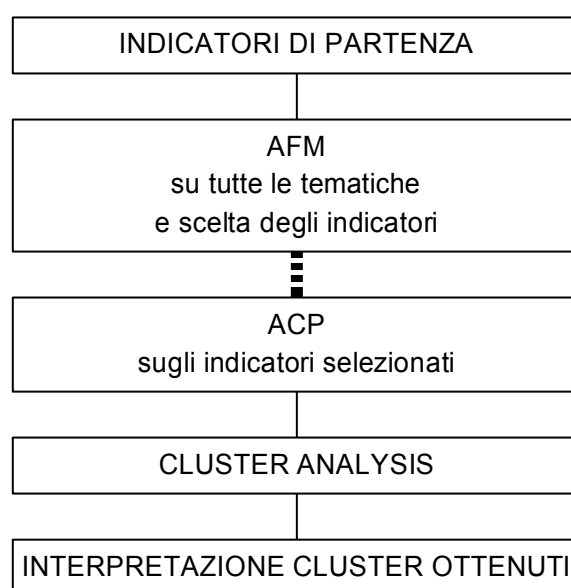 INDICATORI DI PARTENZA
AFM
su tutte le tematiche
e scelta degli indicatori
ACP
sugli indicatori selezionati
CLUSTER ANALYSIS
INTERPRETAZIONE CLUSTER OTTENUTI